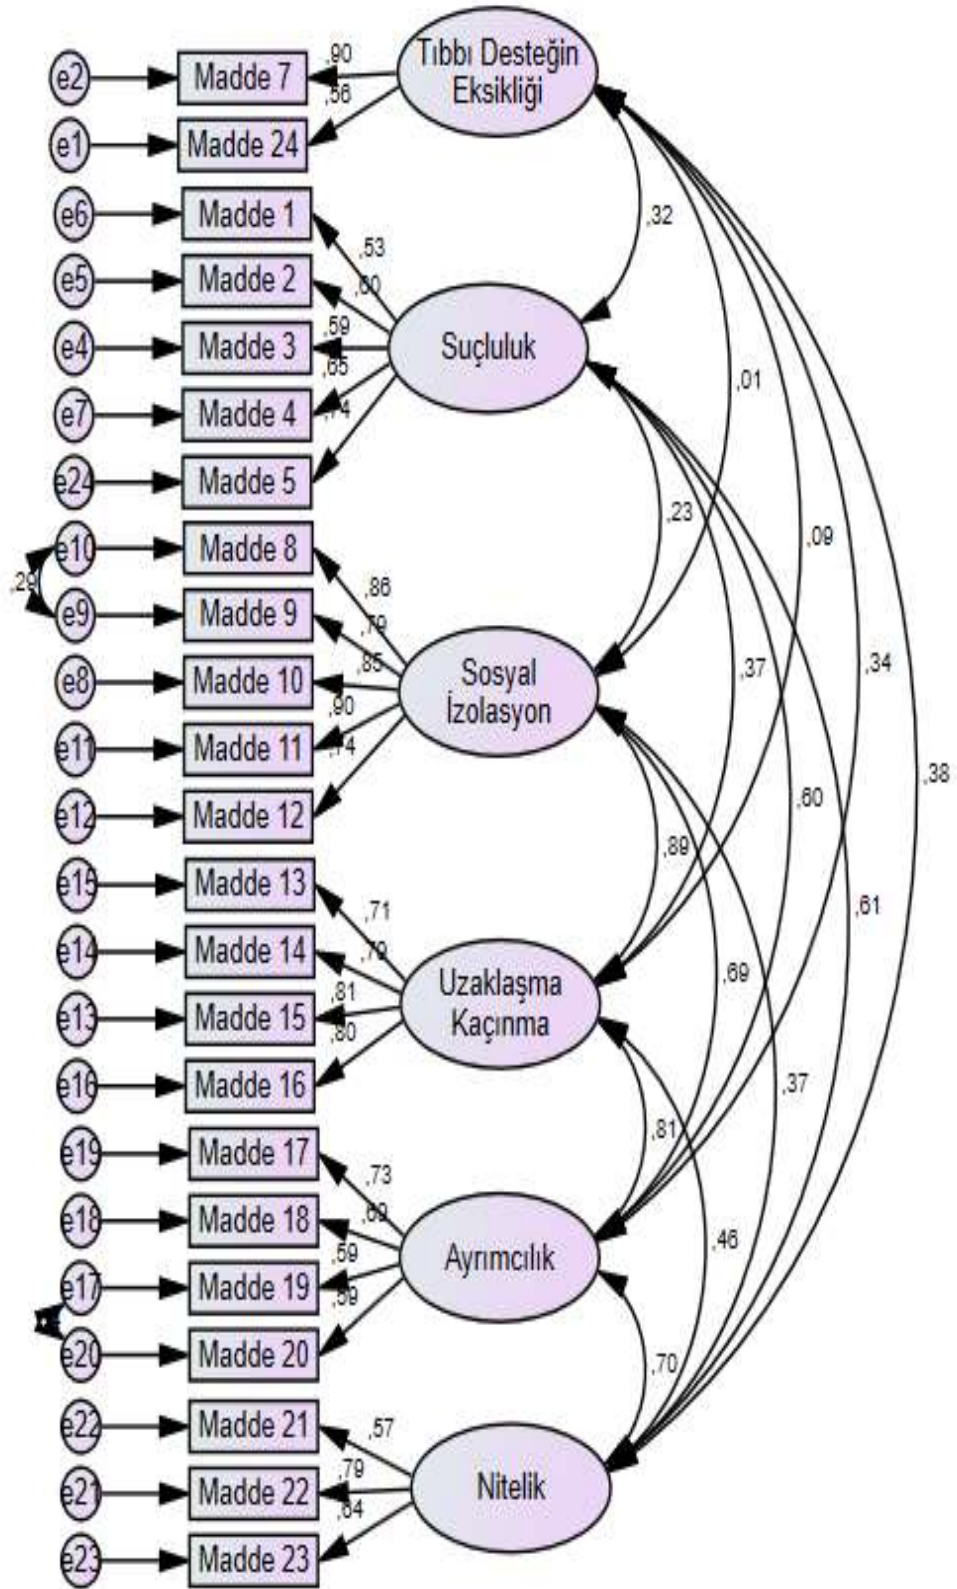 Tıbbı Desteğin
Eksikliği
e2
Madde 7
,90
,56
e1
Madde 24
e6
Madde 1
,53
,32
e5
Madde 2
,60
e4
Madde 3
,59
Suçluluk
,65
,01
e7
Madde 4
,74
e24
Madde 5
,23
,09
e10
Madde 8
,29
,86
e9
Madde 9
,79
e8
Madde 10
,85
Sosyal
İzolasyon
,37
,34
,90
e11
Madde 11
,74
,38
e12
Madde 12
,60
,89
e15
Madde 13
,71
,61
e14
Madde 14
,79
,69
e13
Madde 15
,81
Uzaklaşma
Kaçınma
,80
e16
Madde 16
,37
,81
e19
Madde 17
,73
e18
Madde 18
,69
,46
e17
Madde 19
,59
Ayrımcılık
,59
e20
Madde 20
,70
e22
Madde 21
,57
e21
Madde 22
,79
Nitelik
,64
e23
Madde 23